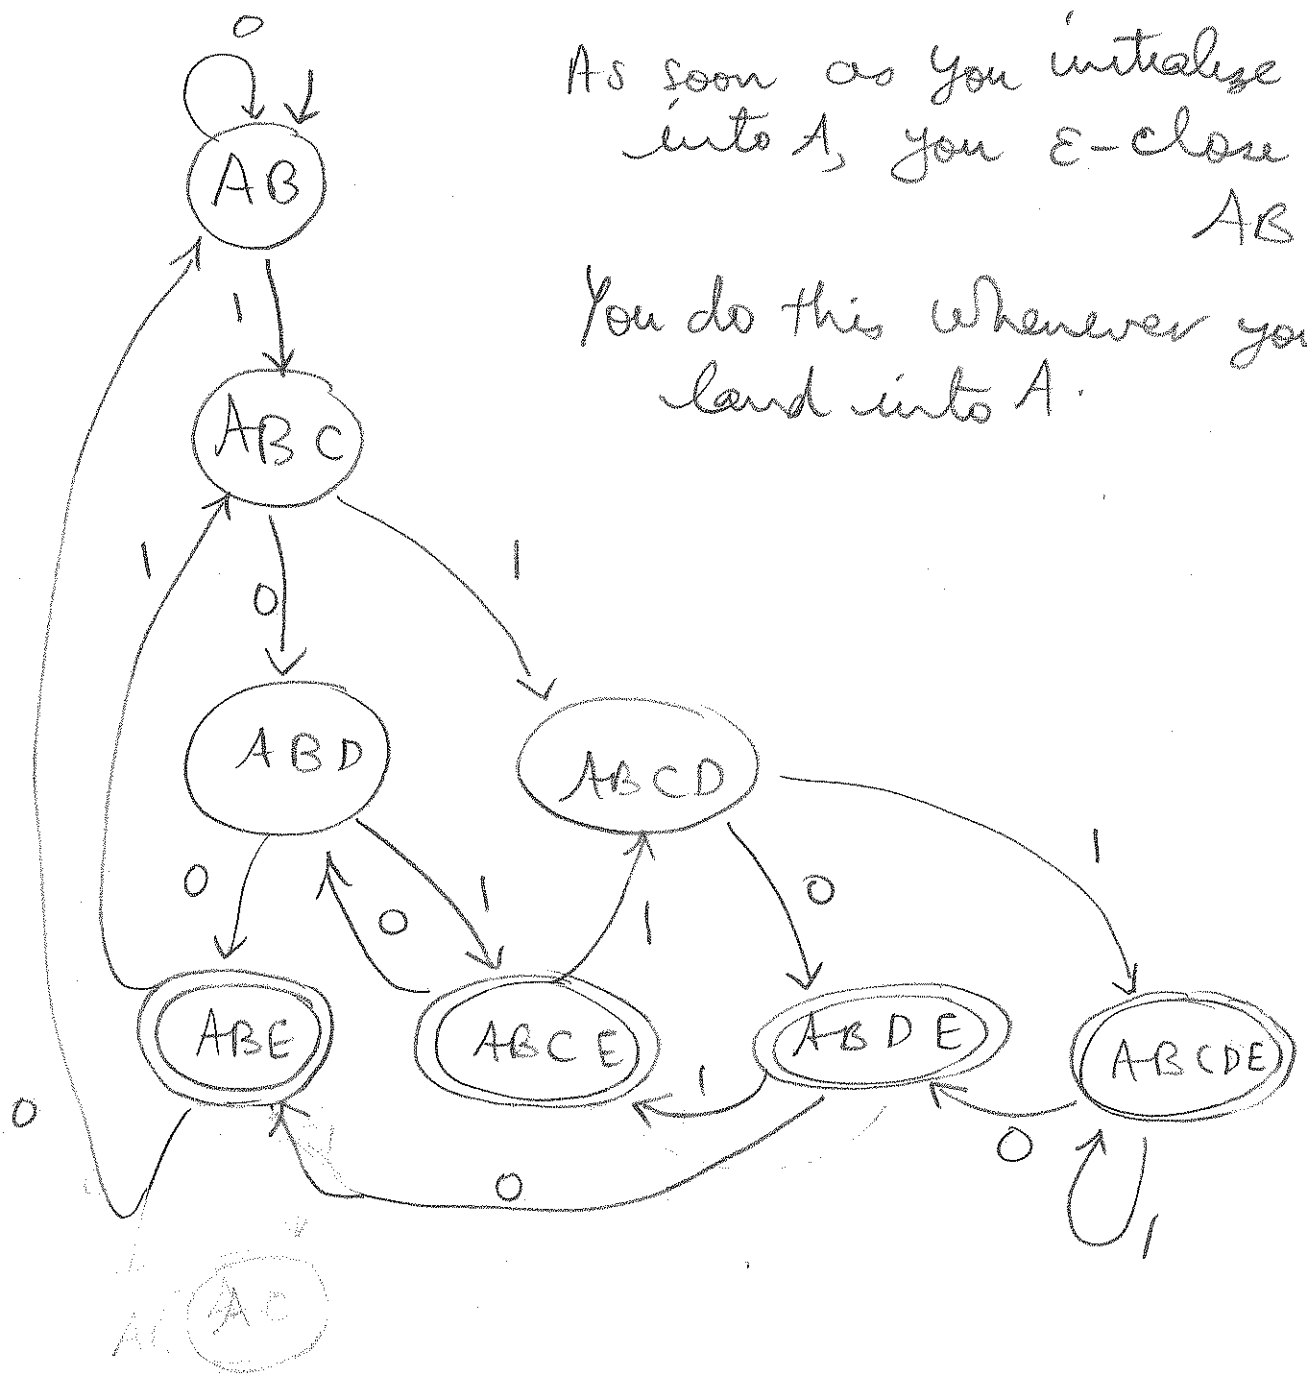 0
As soon as you initialize
into A, you ε-close
AB
AB
1
You do this whenever you
land into A.
ABC
1
0
1
ABD
ABCD
0
1
0
1
0
1
ABE
ABCE
ABDE
ABCDE
0
1
0
0
1
AC